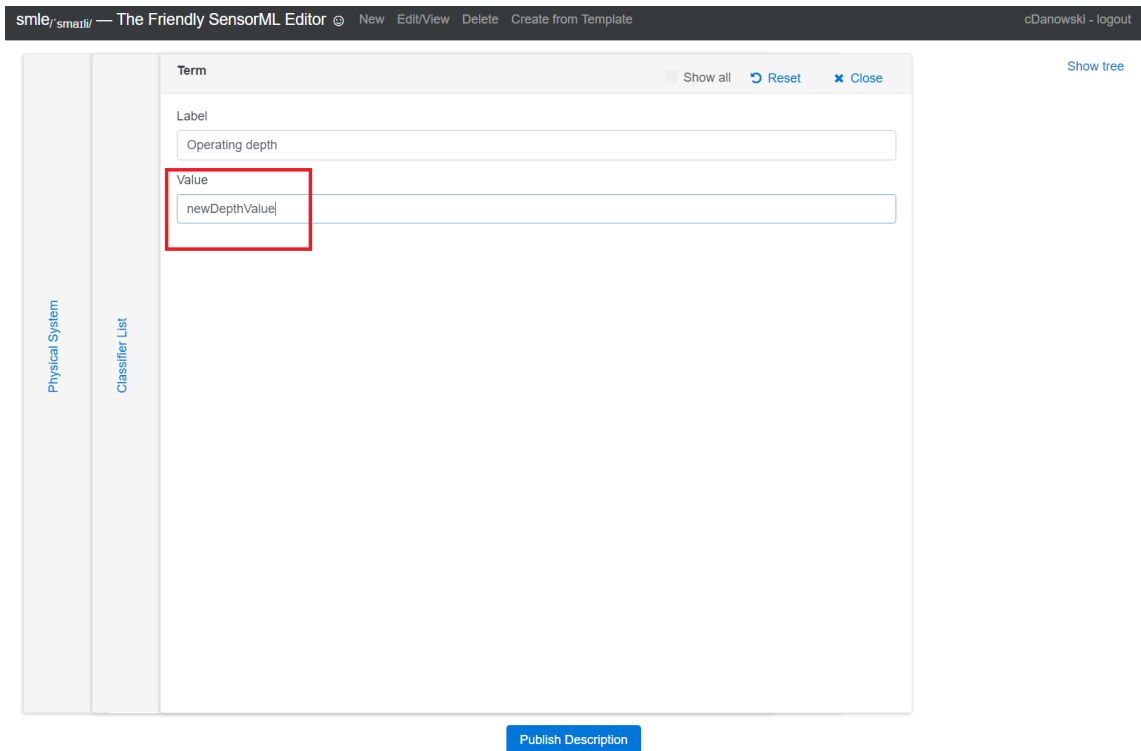 smle/ˈsmaɪli/ — The Friendly SensorML Editor ☺ New Edit/View Delete Create from Template cDanowski - logout
Show tree
Term Show all Reset Close
Label
Operating depth
Value
newDepthValue
Physical System
Classifier List
Publish Description